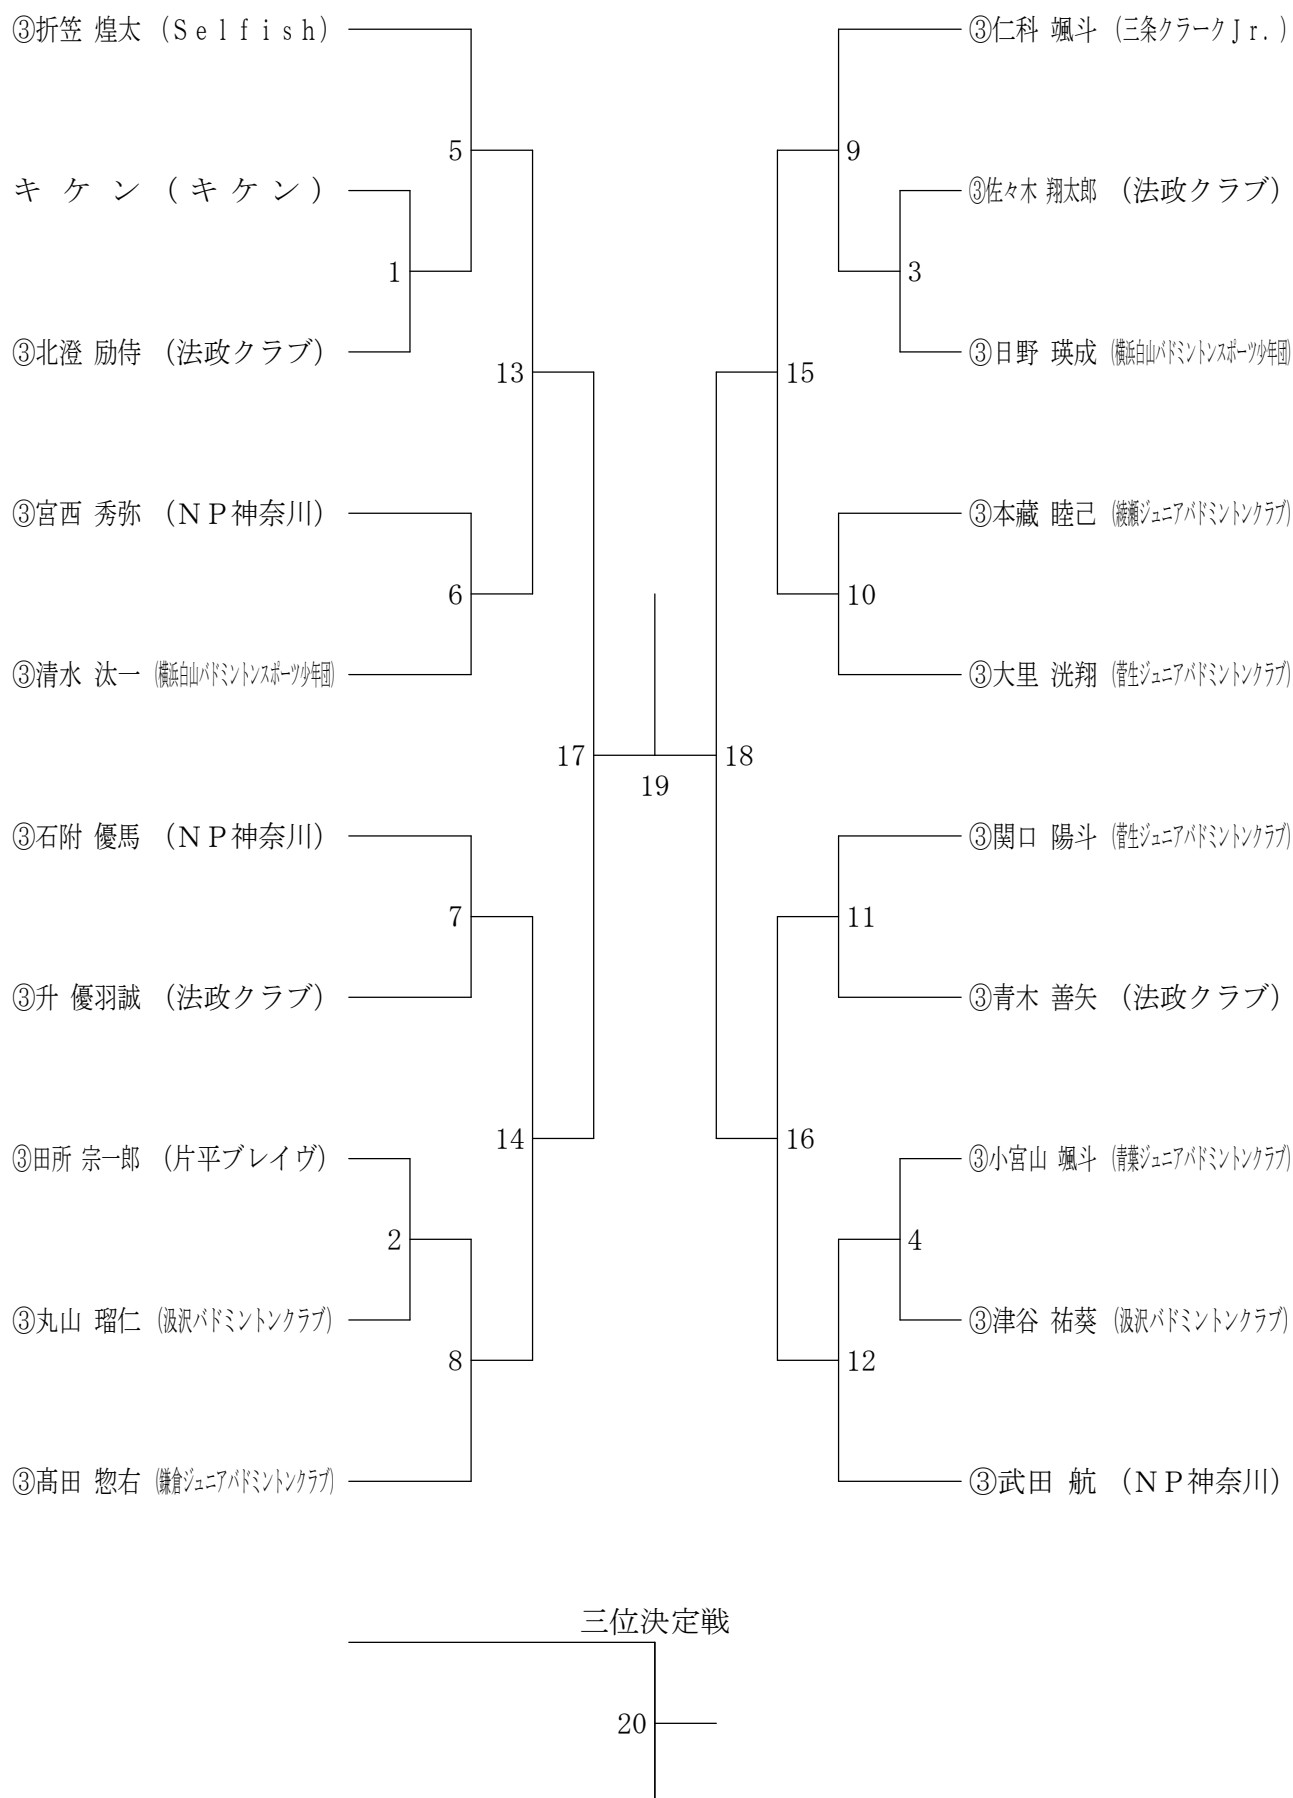 ③折笠 煌太 (Selfish)
5
キケン(キケン)
1
③北澄 励侍 (法政クラブ)
13
③宮西 秀弥 (NP神奈川)
6
③清水 汰一 (横浜白山バドミントンスポーツ少年団)
17
③石附 優馬 (NP神奈川)
7
③升 優羽誠 (法政クラブ)
14
③田所 宗一郎 (片平ブレイヴ)
2
③丸山 瑠仁 (汲沢バドミントンクラブ)
8
③髙田 惣右 (鎌倉ジュニアバドミントンクラブ)
19
③仁科 颯斗 (三条クラークJr.)
9
③佐々木 翔太郎 (法政クラブ)
3
③日野 瑛成 (横浜白山バドミントンスポーツ少年団)
15
③本藏 睦己 (綾瀬ジュニアバドミントンクラブ)
10
③大里 洸翔 (菅生ジュニアバドミントンクラブ)
18
③関口 陽斗 (菅生ジュニアバドミントンクラブ)
11
③青木 善矢 (法政クラブ)
16
③小宮山 颯斗 (青葉ジュニアバドミントンクラブ)
4
③津谷 祐葵 (汲沢バドミントンクラブ)
12
③武田 航 (NP神奈川)
三位決定戦
20